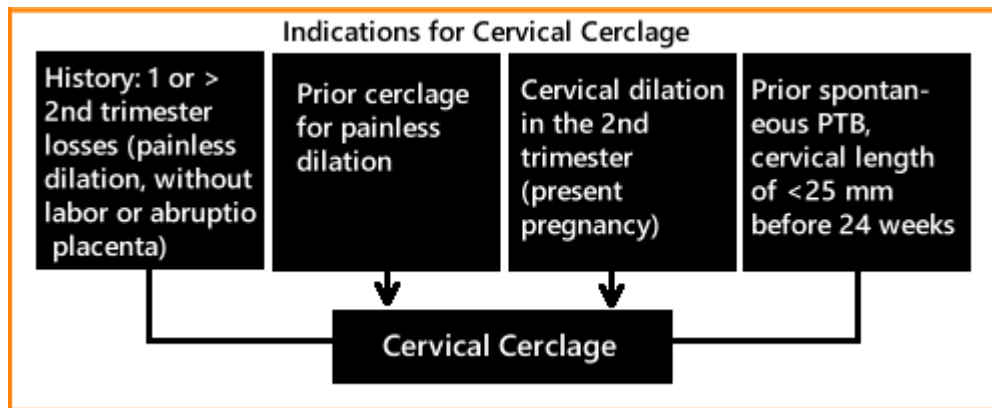 Indications for Cervical Cerclage
History: 1 or >
2nd trimester
losses (painless
dilation, without
labor or abruptio
placenta)
Prior cerclage
for painless
dilation
Cervical dilation
in the 2nd
trimester
(present
pregnancy)
Prior spontan-
eous PTB,
cervical length
of <25 mm
before 24 weeks
Cervical Cerclage